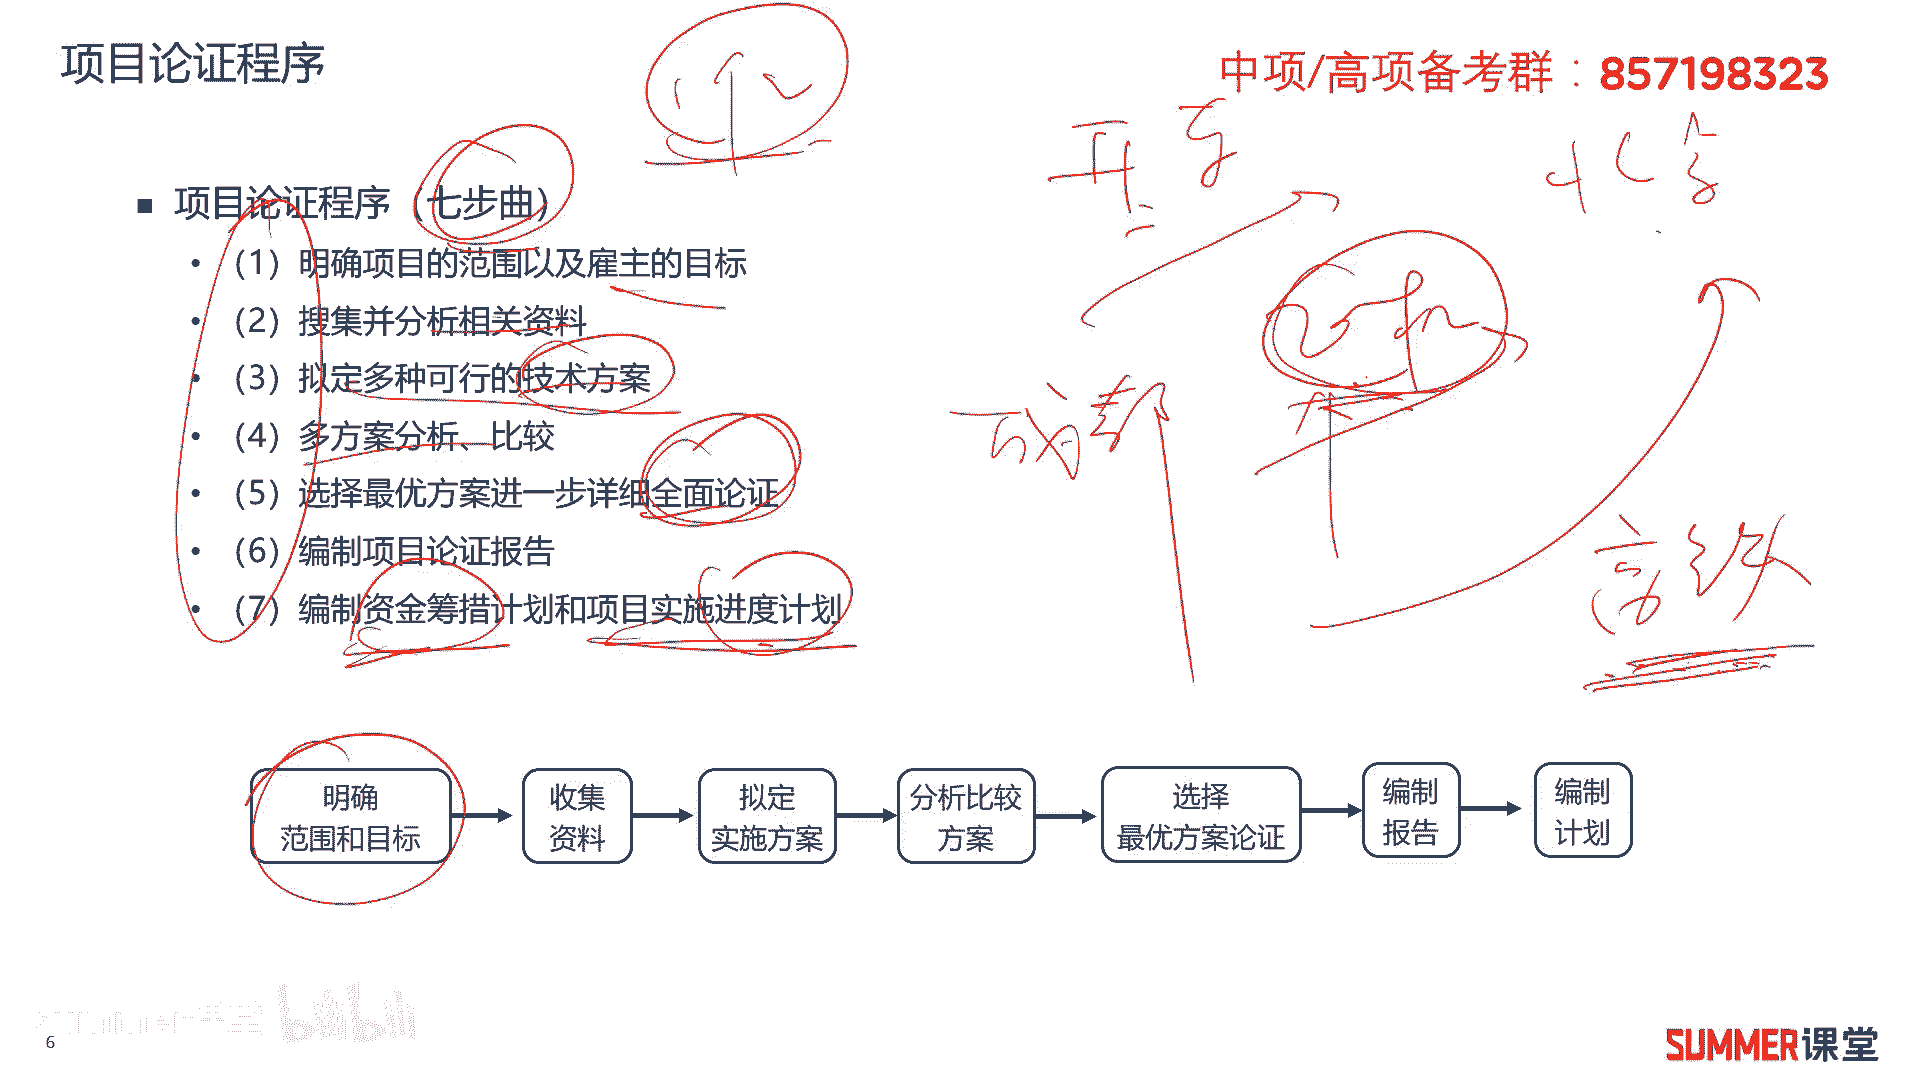 项目论证程序
中项/高项备考群：857198323
■ 项目论证程序（七步曲）
• （1）明确项目的范围以及雇主的目标
• （2）搜集并分析相关资料
• （3）拟定多种可行的技术方案
• （4）多方案分析、比较
• （5）选择最优方案进一步详细全面论证
• （6）编制项目论证报告
• （7）编制资金筹措计划和项目实施进度计划
成都
高级
明确
范围和目标
收集
资料
拟定
实施方案
分析比较
方案
选择
最优方案论证
编制
报告
编制
计划
bilibili
6
SUMMER课堂